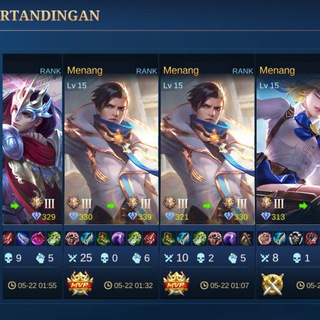 RTANDINGAN
RANK
Menang
RANK
Menang
RANK
Menang
Lv 15
Lv 15
Lv 15
III
329
III
330
339
III
321
330
III
313
9
5
25
0
6
10
2
5
8
1
05-22 01:55
MVP
05-22 01:32
MVP
05-22 01:07
05-2